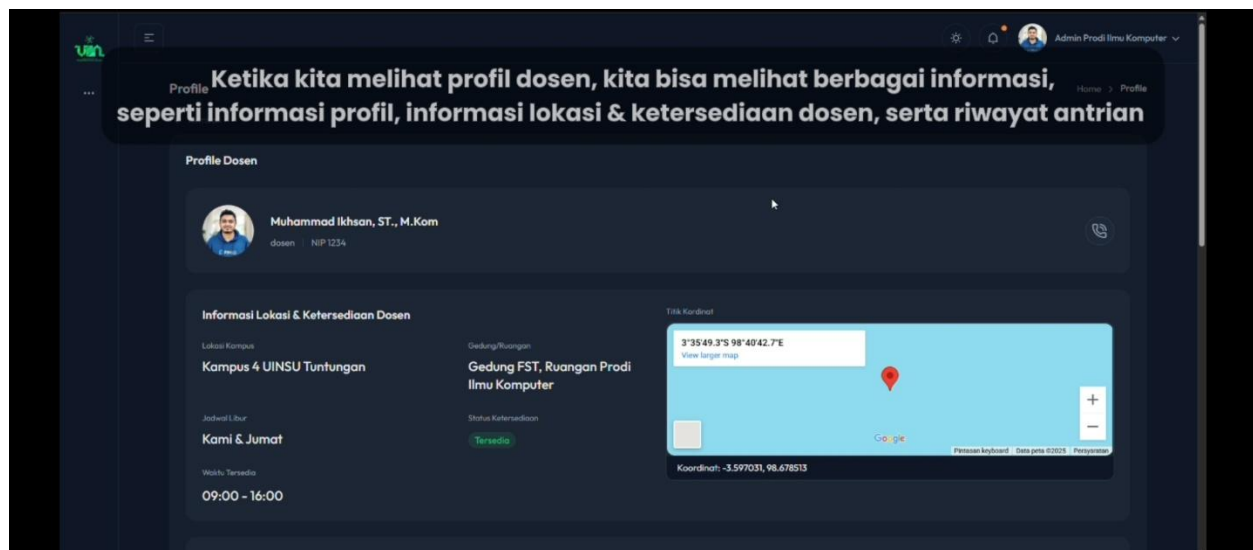 UIN
Admin Prodi Ilmu Komputer
Ketika kita melihat profil dosen, kita bisa melihat berbagai informasi,
seperti informasi profil, informasi lokasi & ketersediaan dosen, serta riwayat antrian
Profile
Home > Profile
Profile Dosen
Muhammad Ikhsan, ST., M.Kom
dosen | NIP 1234
Informasi Lokasi & Ketersediaan Dosen
Lokasi Kampus
Kampus 4 UINSU Tuntungan
Gedung/Ruangan
Gedung FST, Ruangan Prodi
Ilmu Komputer
Jadwal Libur
Kami & Jumat
Status Ketersediaan
Tersedia
Waktu Tersedia
09:00 - 16:00
Titik Kordinat
3°35'49.3"S 98°40'42.7"E
View larger map
Google
Pintasan keyboard
Data peta ©2025
Persyaratan
Koordinat: -3.597031, 98.678513